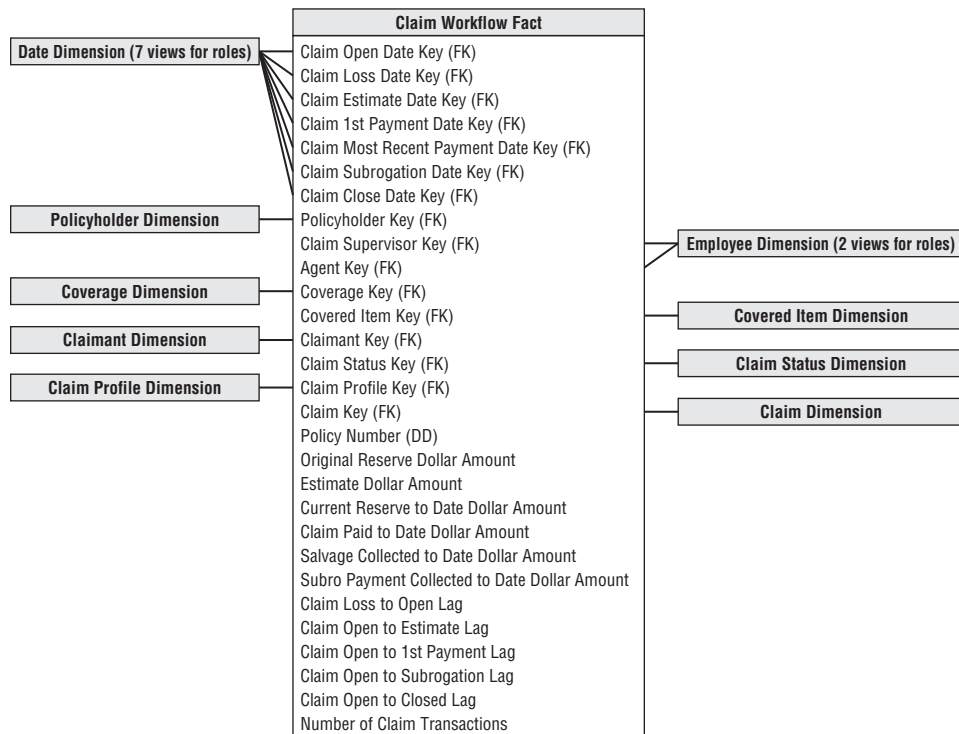 Claim Workflow Fact
Date Dimension (7 views for roles)
Claim Open Date Key (FK)
Claim Loss Date Key (FK)
Claim Estimate Date Key (FK)
Claim 1st Payment Date Key (FK)
Claim Most Recent Payment Date Key (FK)
Claim Subrogation Date Key (FK)
Claim Close Date Key (FK)
Policyholder Dimension
Policyholder Key (FK)
Claim Supervisor Key (FK)
Employee Dimension (2 views for roles)
Agent Key (FK)
Coverage Dimension
Coverage Key (FK)
Covered Item Key (FK)
Covered Item Dimension
Claimant Dimension
Claimant Key (FK)
Claim Status Key (FK)
Claim Status Dimension
Claim Profile Dimension
Claim Profile Key (FK)
Claim Key (FK)
Claim Dimension
Policy Number (DD)
Original Reserve Dollar Amount
Estimate Dollar Amount
Current Reserve to Date Dollar Amount
Claim Paid to Date Dollar Amount
Salvage Collected to Date Dollar Amount
Subro Payment Collected to Date Dollar Amount
Claim Loss to Open Lag
Claim Open to Estimate Lag
Claim Open to 1st Payment Lag
Claim Open to Subrogation Lag
Claim Open to Closed Lag
Number of Claim Transactions